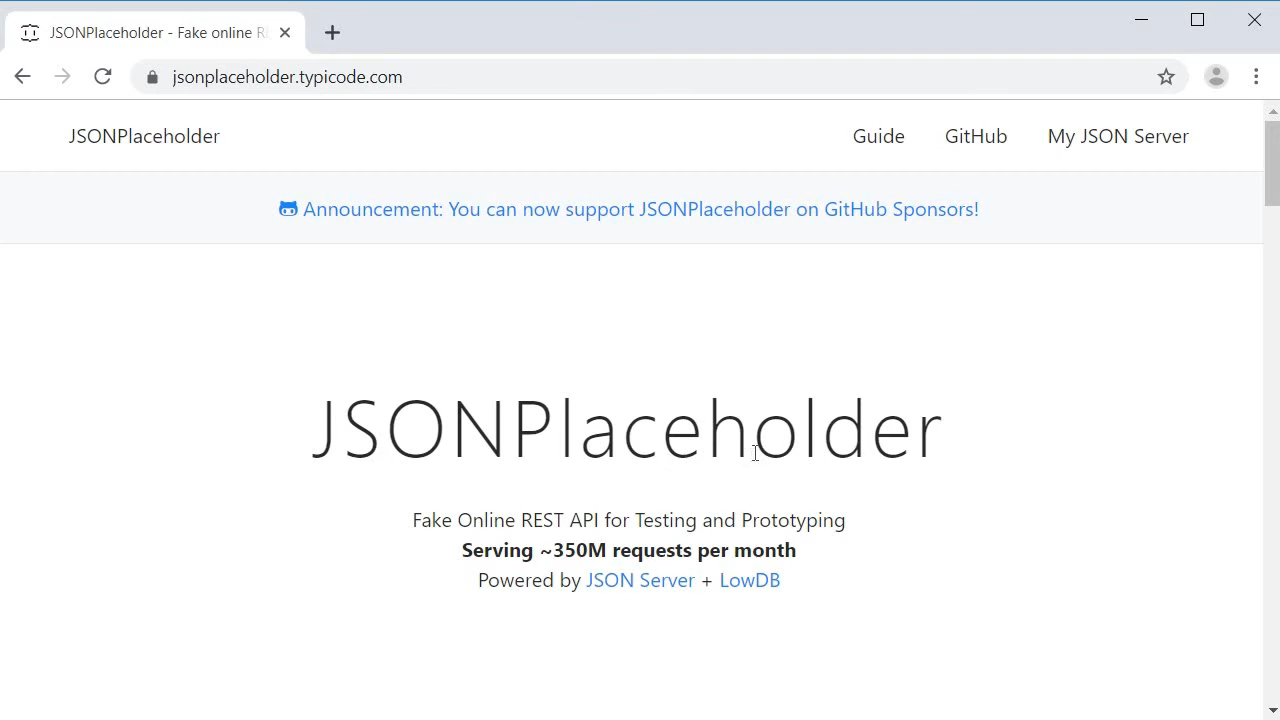 JSONPlaceholder - Fake online R
jsonplaceholder.typicode.com
JSONPlaceholder
Guide
GitHub
My JSON Server
Announcement: You can now support JSONPlaceholder on GitHub Sponsors!
JSONPlaceholder
Fake Online REST API for Testing and Prototyping
Serving ~350M requests per month
Powered by JSON Server + LowDB